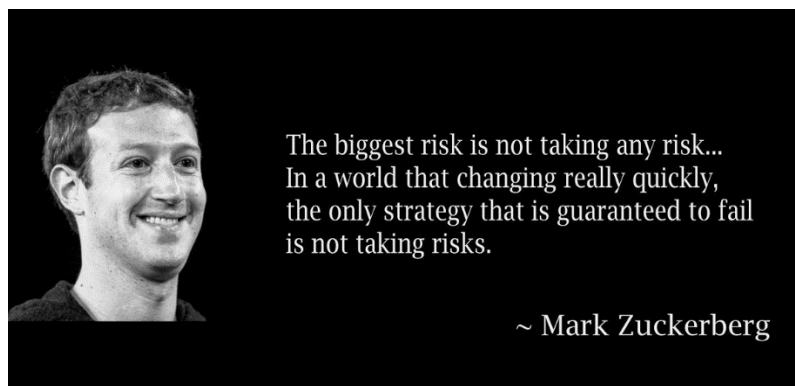 The biggest risk is not taking any risk...
In a world that changing really quickly,
the only strategy that is guaranteed to fail
is not taking risks.
~ Mark Zuckerberg